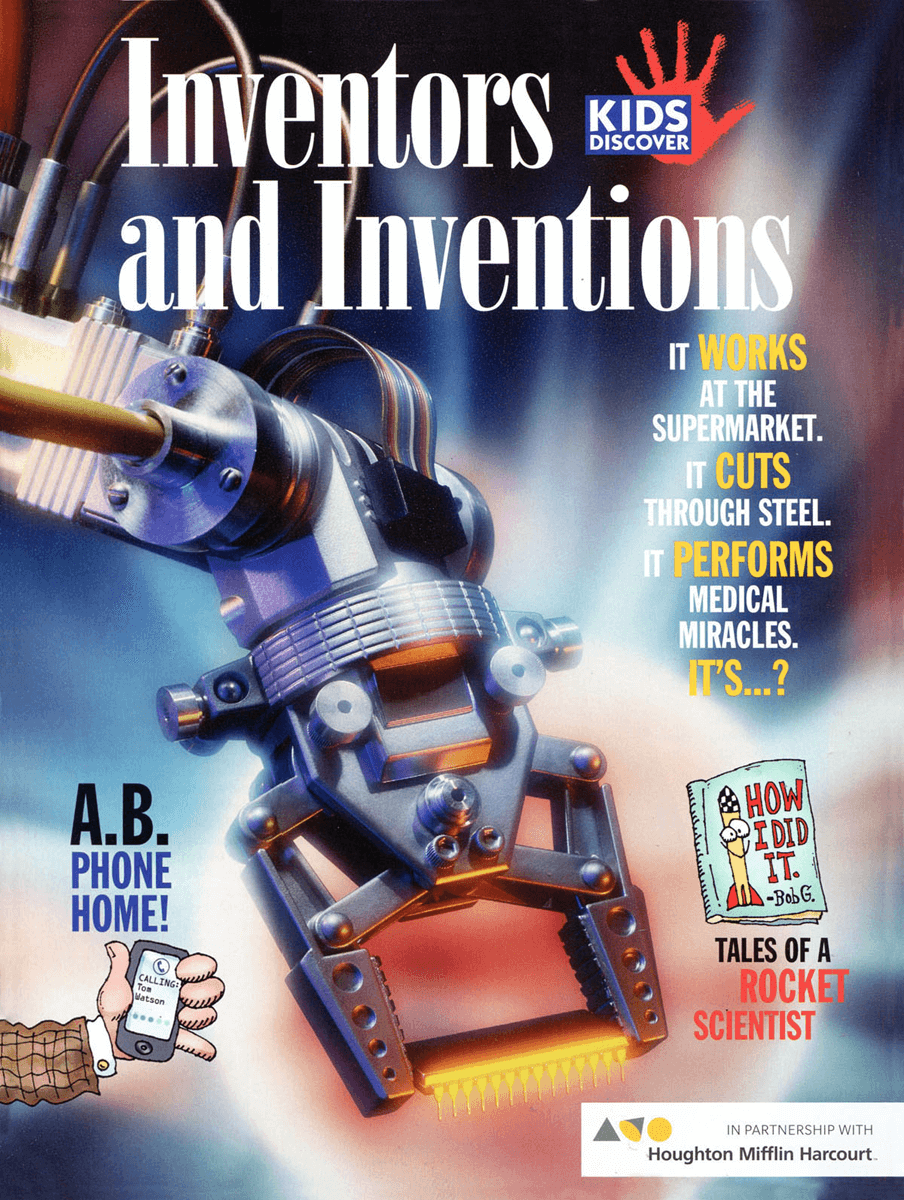 Inventors
and Inventions
KIDS
DISCOVER
IT WORKS
AT THE
SUPERMARKET.
IT CUTS
THROUGH STEEL.
IT PERFORMS
MEDICAL
MIRACLES.
IT'S...?
A.B.
PHONE
HOME!
CALLING:
Tom
Watson
HOW
I DID
IT.
-Bob G.
TALES OF A
ROCKET
SCIENTIST
IN PARTNERSHIP WITH
Houghton Mifflin Harcourt